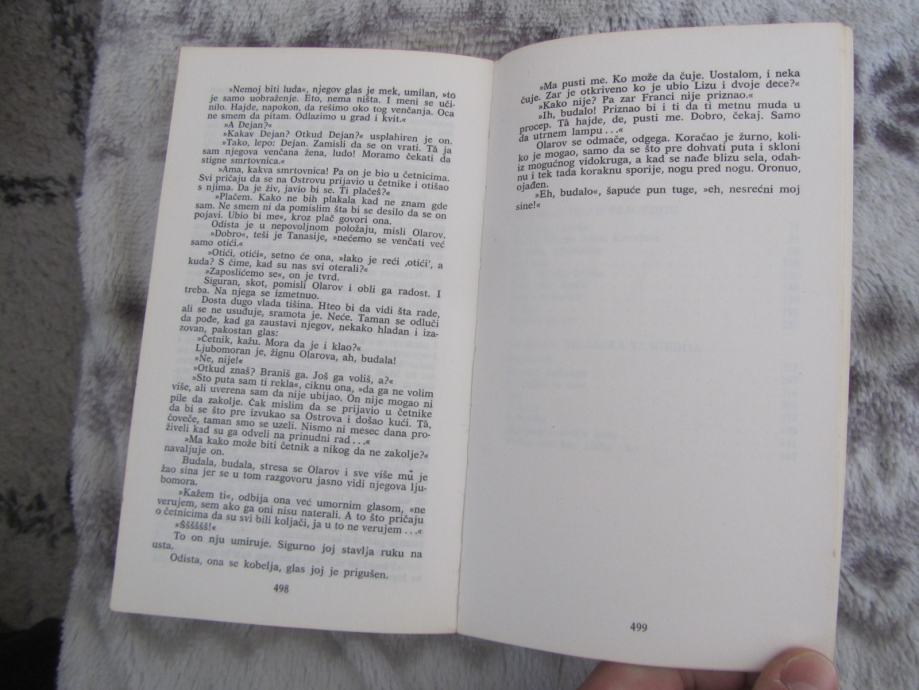 »Nemoj biti luda«, njegov glas je mek, umilan, »to
je samo uobraženje. Eto, nema ništa. I meni se uči-
nilo. Hajde, napokon, da rešimo oko tog venčanja. Oca
ne smem da pitam. Odlazimo u grad i kvit.«
»A Dejan?«
»Kakav Dejan? Otkud Dejan?« usplahiren je on.
»Tako, lepo: Dejan. Zamisli da se on vrati. Tã ja
sam njegova venčana žena, ludo! Moramo čekati da
stigne smrtovnica!«
»Ama, kakva smrtovnica! Pa on je bio u četnicima.
Svi pričaju da se na Ostrovu prijavio u četnike i otišao
s njima. Da je živ, javio bi se. Ti plačeš?«
»Plačem. Kako ne bih plakala kad ne znam gde
sam. Ne smem ni da pomislim šta bi se desilo da se on
pojavi. Ubio bi me«, kroz plač govori ona.
Odista je u nepovoljnom položaju, misli Olarov.
»Dobro«, teši je Tanasije, »nećemo se venčati već
samo otići.«
»Otići, otići«, setno će ona, »lako je reći ,otići', a
kuda? S čime, kad su nas svi oterali?«
»Zaposlićemo se«, on je tvrd.
Siguran, skot, pomisli Olarov i obli ga radost. I
treba. Na njega se izmetnuo.
Dosta dugo vlada tišina. Hteo bi da vidi šta rade,
ali se ne usuđuje, sramota je. Neće. Taman se odluči
da pođe, kad ga zaustavi njegov, nekako hladan i iza-
zovan, pakostan glas:
»Četnik, kažu. Mora da je i klao?«
Ljubomoran je, žignu Olarova, ah, budala!
»Ne, nije!«
»Otkud znaš? Braniš ga. Još ga voliš, a?«
»Sto puta sam ti rekla«, ciknu ona, »da ga ne volim
više, ali uverena sam da nije ubijao. On nije mogao ni
pile da zakolje. Čak mislim da se prijavio u četnike
da bi se što pre izvukao sa Ostrova i došao kući. Tã,
čoveče, taman smo se uzeli. Nismo ni mesec dana pro-
živeli kad su ga odveli na prinudni rad...«
»Ma kako može biti četnik a nikog da ne zakolje?«
navaljuje on.
Budala, budala, stresa se Olarov i sve više mu je
žao sina jer se u tom razgovoru jasno vidi njegova lju-
bomora.
»Kažem ti«, odbija ona već umornim glasom, »ne
verujem, sem ako ga oni nisu naterali. A to što pričaju
o četnicima da su svi bili koljači, ja u to ne verujem...«
»Ššššš!«
To on nju umiruje. Sigurno joj stavlja ruku na
usta.
Odista, ona se kobelja, glas joj je prigušen.
498
»Ma pusti me. Ko može da čuje. Uostalom, i neka
čuje. Zar je otkriveno ko je ubio Lizu i dvoje dece?«
»Kako nije? Pa zar Franci nije priznao.«
»Ih, budalo! Priznao bi i ti da ti metnu muda u
procep. Tã hajde, de, pusti me. Dobro, čekaj. Samo
da utrnem lampu...«
Olarov se odmače, odgega. Koračao je žurno, koli-
ko je mogao, samo da se što pre dohvati puta i skloni
iz mogućnog vidokruga, a kad se nađe blizu sela, odah-
nu i tek tada koraknu sporije, nogu pred nogu. Oronuo,
ojađen.
»Eh, budalo«, šapuće pun tuge, »eh, nesrećni moj
sine!«
499